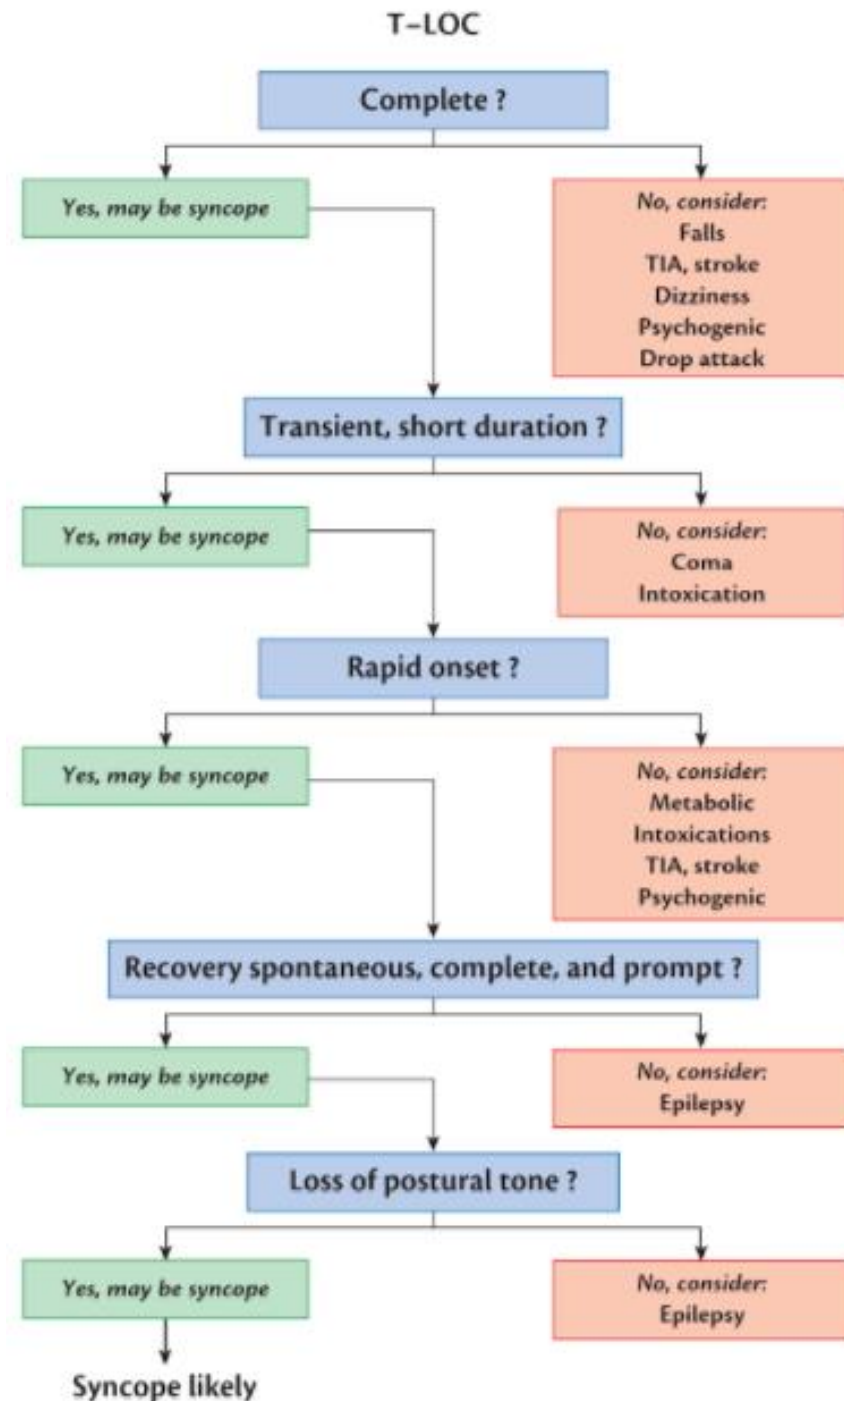 T–LOC
Complete ?
Yes, may be syncope
No, consider:
Falls
TIA, stroke
Dizziness
Psychogenic
Drop attack
Transient, short duration ?
Yes, may be syncope
No, consider:
Coma
Intoxication
Rapid onset ?
Yes, may be syncope
No, consider:
Metabolic
Intoxications
TIA, stroke
Psychogenic
Recovery spontaneous, complete, and prompt ?
Yes, may be syncope
No, consider:
Epilepsy
Loss of postural tone ?
Yes, may be syncope
No, consider:
Epilepsy
Syncope likely